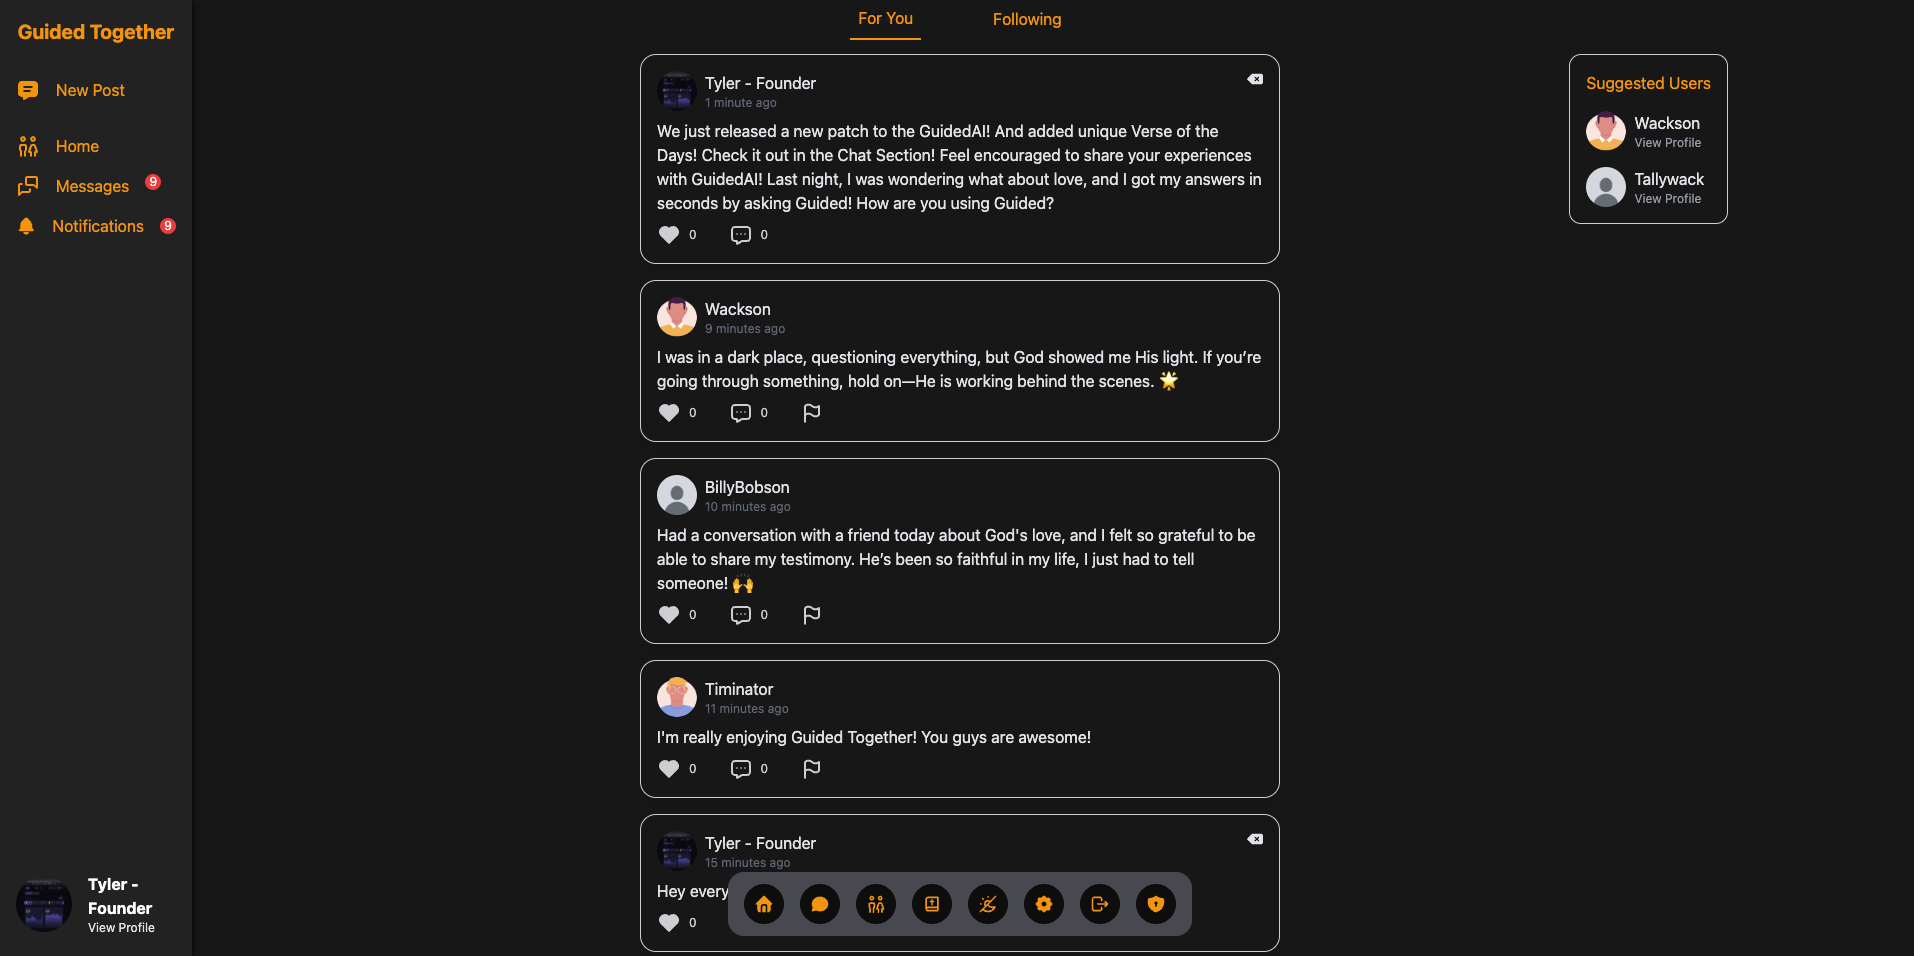 Guided Together
New Post
Home
Messages 9
Notifications 9
Tyler -
Founder
View Profile
For You
Following
Tyler - Founder
1 minute ago
We just released a new patch to the GuidedAI! And added unique Verse of the
Days! Check it out in the Chat Section! Feel encouraged to share your experiences
with GuidedAI! Last night, I was wondering what about love, and I got my answers in
seconds by asking Guided! How are you using Guided?
0 0
Wackson
9 minutes ago
I was in a dark place, questioning everything, but God showed me His light. If you’re
going through something, hold on—He is working behind the scenes. 🌟
0 0
BillyBobson
10 minutes ago
Had a conversation with a friend today about God's love, and I felt so grateful to be
able to share my testimony. He’s been so faithful in my life, I just had to tell
someone! 🙌
0 0
Timinator
11 minutes ago
I'm really enjoying Guided Together! You guys are awesome!
0 0
Tyler - Founder
15 minutes ago
Hey every
0
Suggested Users
Wackson
View Profile
Tallywack
View Profile